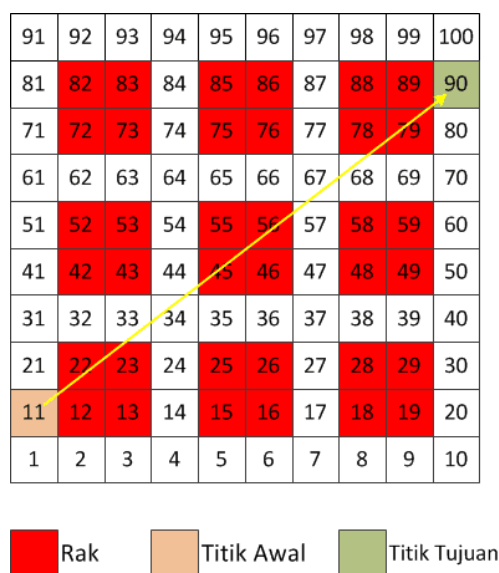 91 92 93 94 95 96 97 98 99 100
81 82 83 84 85 86 87 88 89 90
71 72 73 74 75 76 77 78 79 80
61 62 63 64 65 66 67 68 69 70
51 52 53 54 55 56 57 58 59 60
41 42 43 44 45 46 47 48 49 50
31 32 33 34 35 36 37 38 39 40
21 22 23 24 25 26 27 28 29 30
11 12 13 14 15 16 17 18 19 20
1 2 3 4 5 6 7 8 9 10
Rak Titik Awal Titik Tujuan